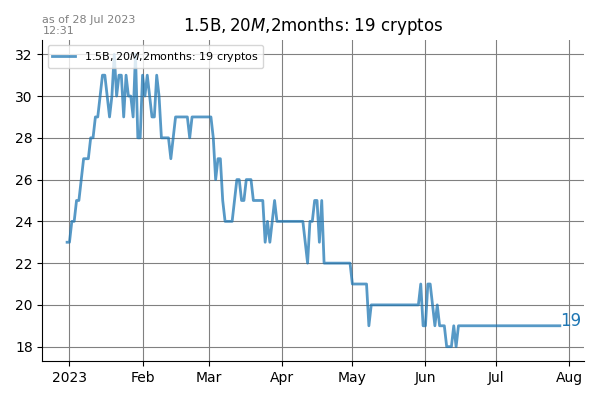 as of 28 Jul 2023
12:31
1.5B, 20M,2months: 19 cryptos
1.5B, 20M,2months: 19 cryptos
32
30
28
26
24
22
20
18
19
2023 Feb Mar Apr May Jun Jul Aug